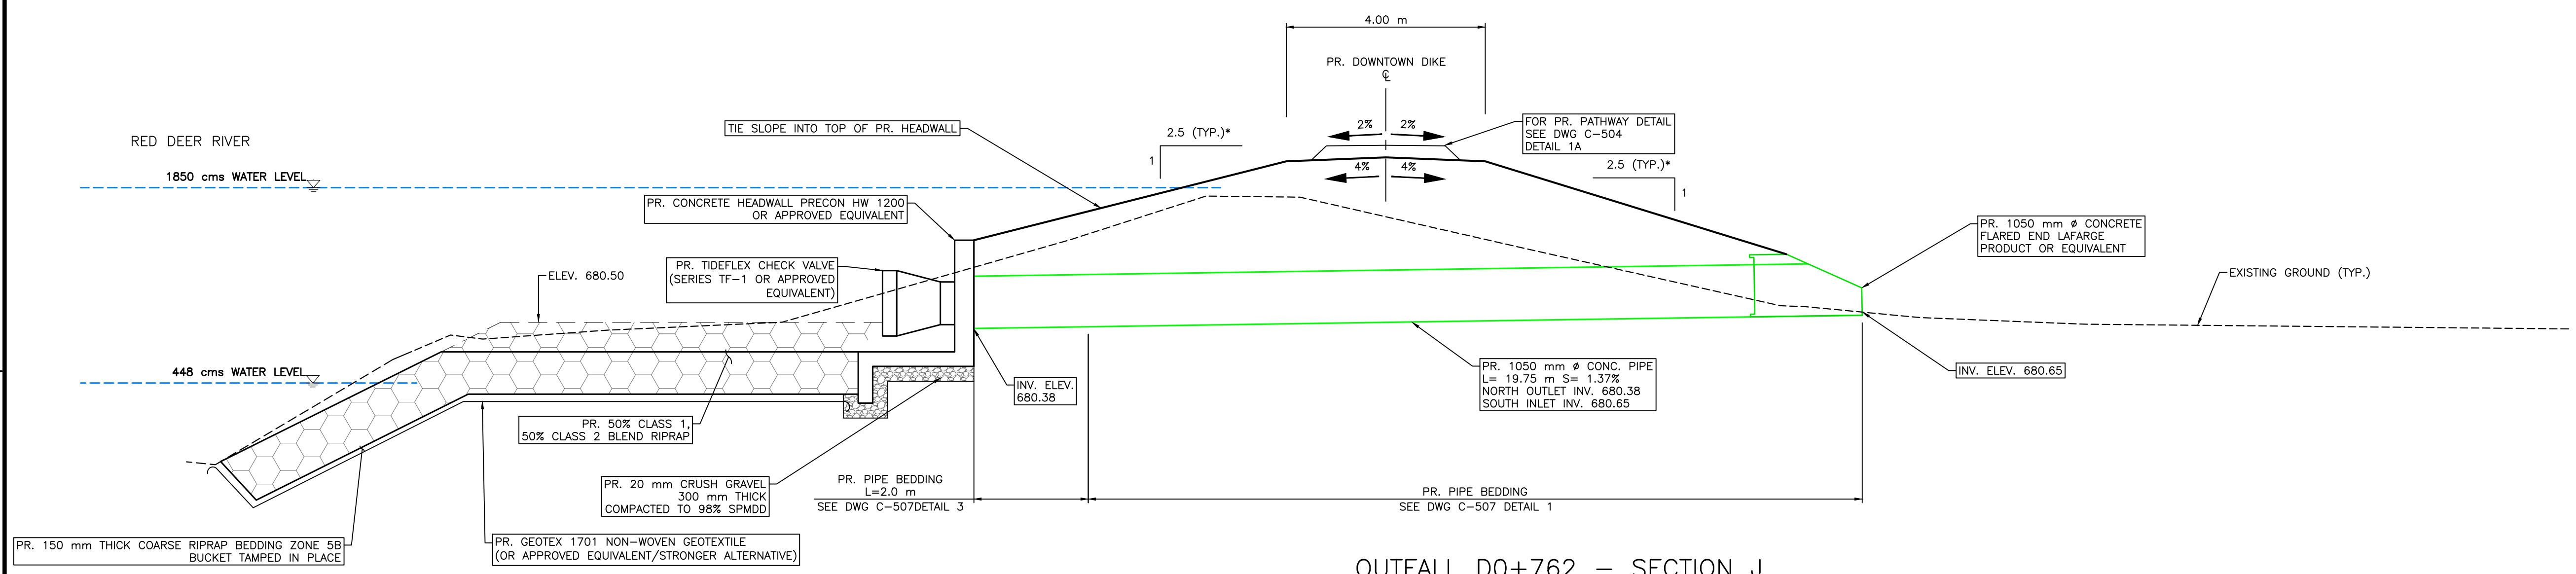 4.00 m
PR. DOWNTOWN DIKE
℄
RED DEER RIVER
TIE SLOPE INTO TOP OF PR. HEADWALL
2.5 (TYP.)*
1
2%
2%
4%
4%
FOR PR. PATHWAY DETAIL
SEE DWG C-504
DETAIL 1A
2.5 (TYP.)*
1
1850 cms WATER LEVEL
PR. CONCRETE HEADWALL PRECON HW 1200
OR APPROVED EQUIVALENT
PR. 1050 mm ø CONCRETE
FLARED END LAFARGE
PRODUCT OR EQUIVALENT
ELEV. 680.50
PR. TIDEFLEX CHECK VALVE
(SERIES TF-1 OR APPROVED
EQUIVALENT)
EXISTING GROUND (TYP.)
448 cms WATER LEVEL
INV. ELEV.
680.38
PR. 1050 mm ø CONC. PIPE
L= 19.75 m S= 1.37%
NORTH OUTLET INV. 680.38
SOUTH INLET INV. 680.65
INV. ELEV. 680.65
PR. 50% CLASS 1,
50% CLASS 2 BLEND RIPRAP
PR. 20 mm CRUSH GRAVEL
300 mm THICK
COMPACTED TO 98% SPMDD
PR. PIPE BEDDING
L=2.0 m
SEE DWG C-507DETAIL 3
PR. PIPE BEDDING
SEE DWG C-507 DETAIL 1
PR. 150 mm THICK COARSE RIPRAP BEDDING ZONE 5B
BUCKET TAMPED IN PLACE
PR. GEOTEX 1701 NON-WOVEN GEOTEXTILE
(OR APPROVED EQUIVALENT/STRONGER ALTERNATIVE)
OUTFALL D0+762 - SECTION J